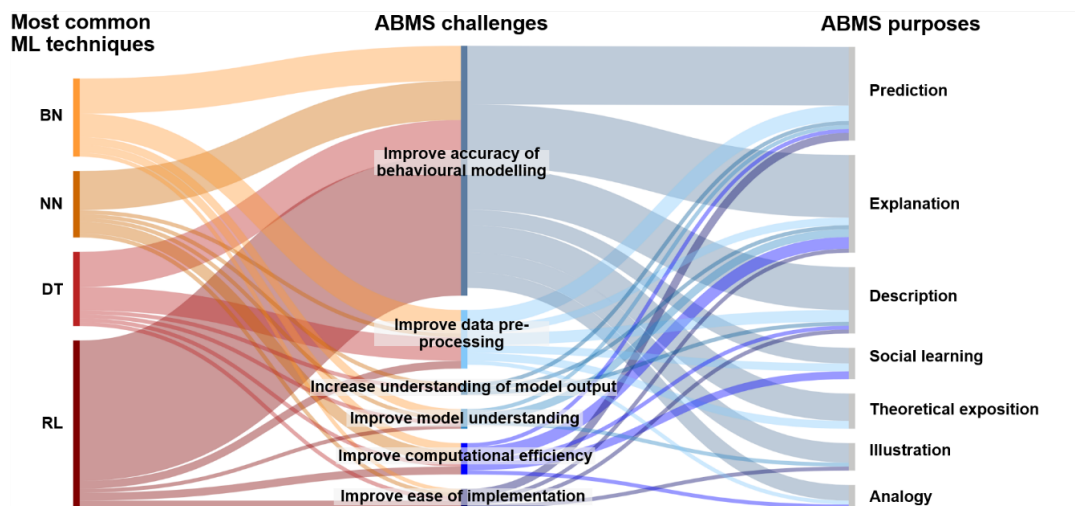 Most common
ML techniques
ABMS challenges
ABMS purposes
BN
NN
DT
RL
Improve accuracy of
behavioural modelling
Improve data pre-
processing
Increase understanding of model output
Improve model understanding
Improve computational efficiency
Improve ease of implementation
Prediction
Explanation
Description
Social learning
Theoretical exposition
Illustration
Analogy